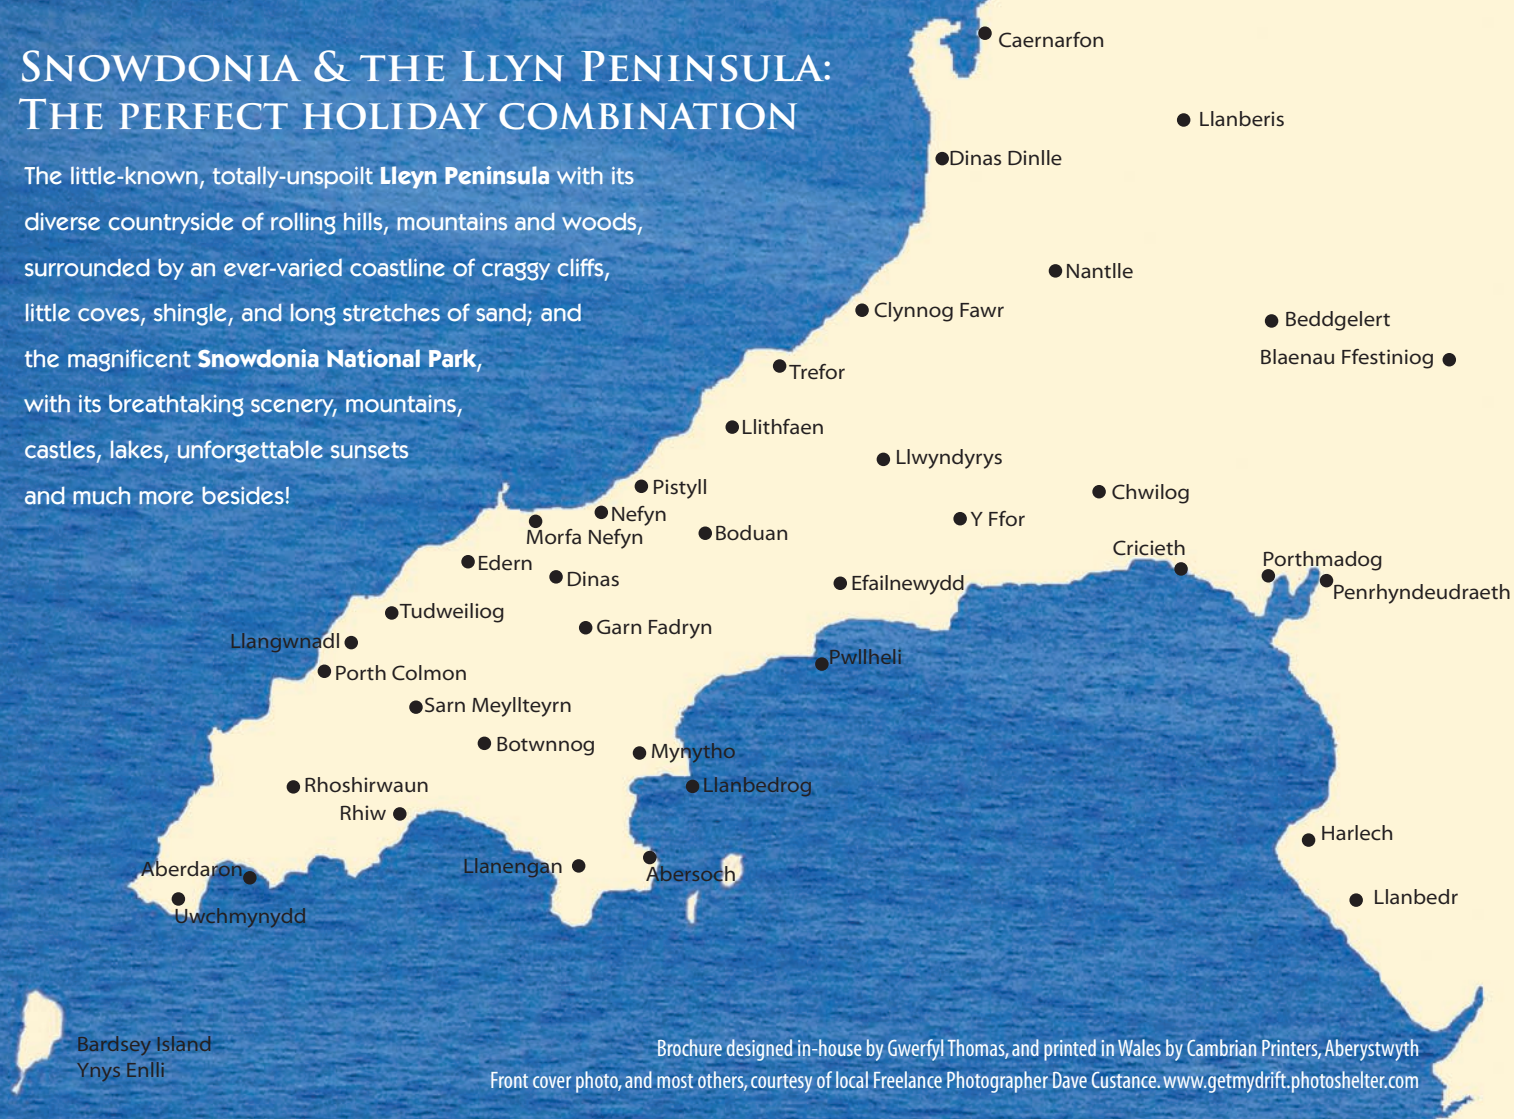 SNOWDONIA & THE LLYN PENINSULA:
THE PERFECT HOLIDAY COMBINATION
The little-known, totally-unspoilt Lleyn Peninsula with its
diverse countryside of rolling hills, mountains and woods,
surrounded by an ever-varied coastline of craggy cliffs,
little coves, shingle, and long stretches of sand; and
the magnificent Snowdonia National Park,
with its breathtaking scenery, mountains,
castles, lakes, unforgettable sunsets
and much more besides!
Caernarfon
Llanberis
Dinas Dinlle
Nantlle
Clynnog Fawr
Beddgelert
Blaenau Ffestiniog
Trefor
Llithfaen
Llwyndyrys
Pistyll
Chwilog
Nefyn
Y Ffor
Morfa Nefyn
Boduan
Cricieth
Porthmadog
Edern
Dinas
Efailnewydd
Penrhyndeudraeth
Tudweiliog
Garn Fadryn
Llangwnadl
Pwllheli
Porth Colmon
Sarn Meyllteyrn
Botwnnog
Mynytho
Rhoshirwaun
Llanbedrog
Rhiw
Harlech
Aberdaron
Llanengan
Abersoch
Llanbedr
Uwchmynydd
Bardsey Island
Ynys Enlli
Brochure designed in-house by Gwerfyl Thomas, and printed in Wales by Cambrian Printers, Aberystwyth
Front cover photo, and most others, courtesy of local Freelance Photographer Dave Custance. www.getmydrift.photoshelter.com